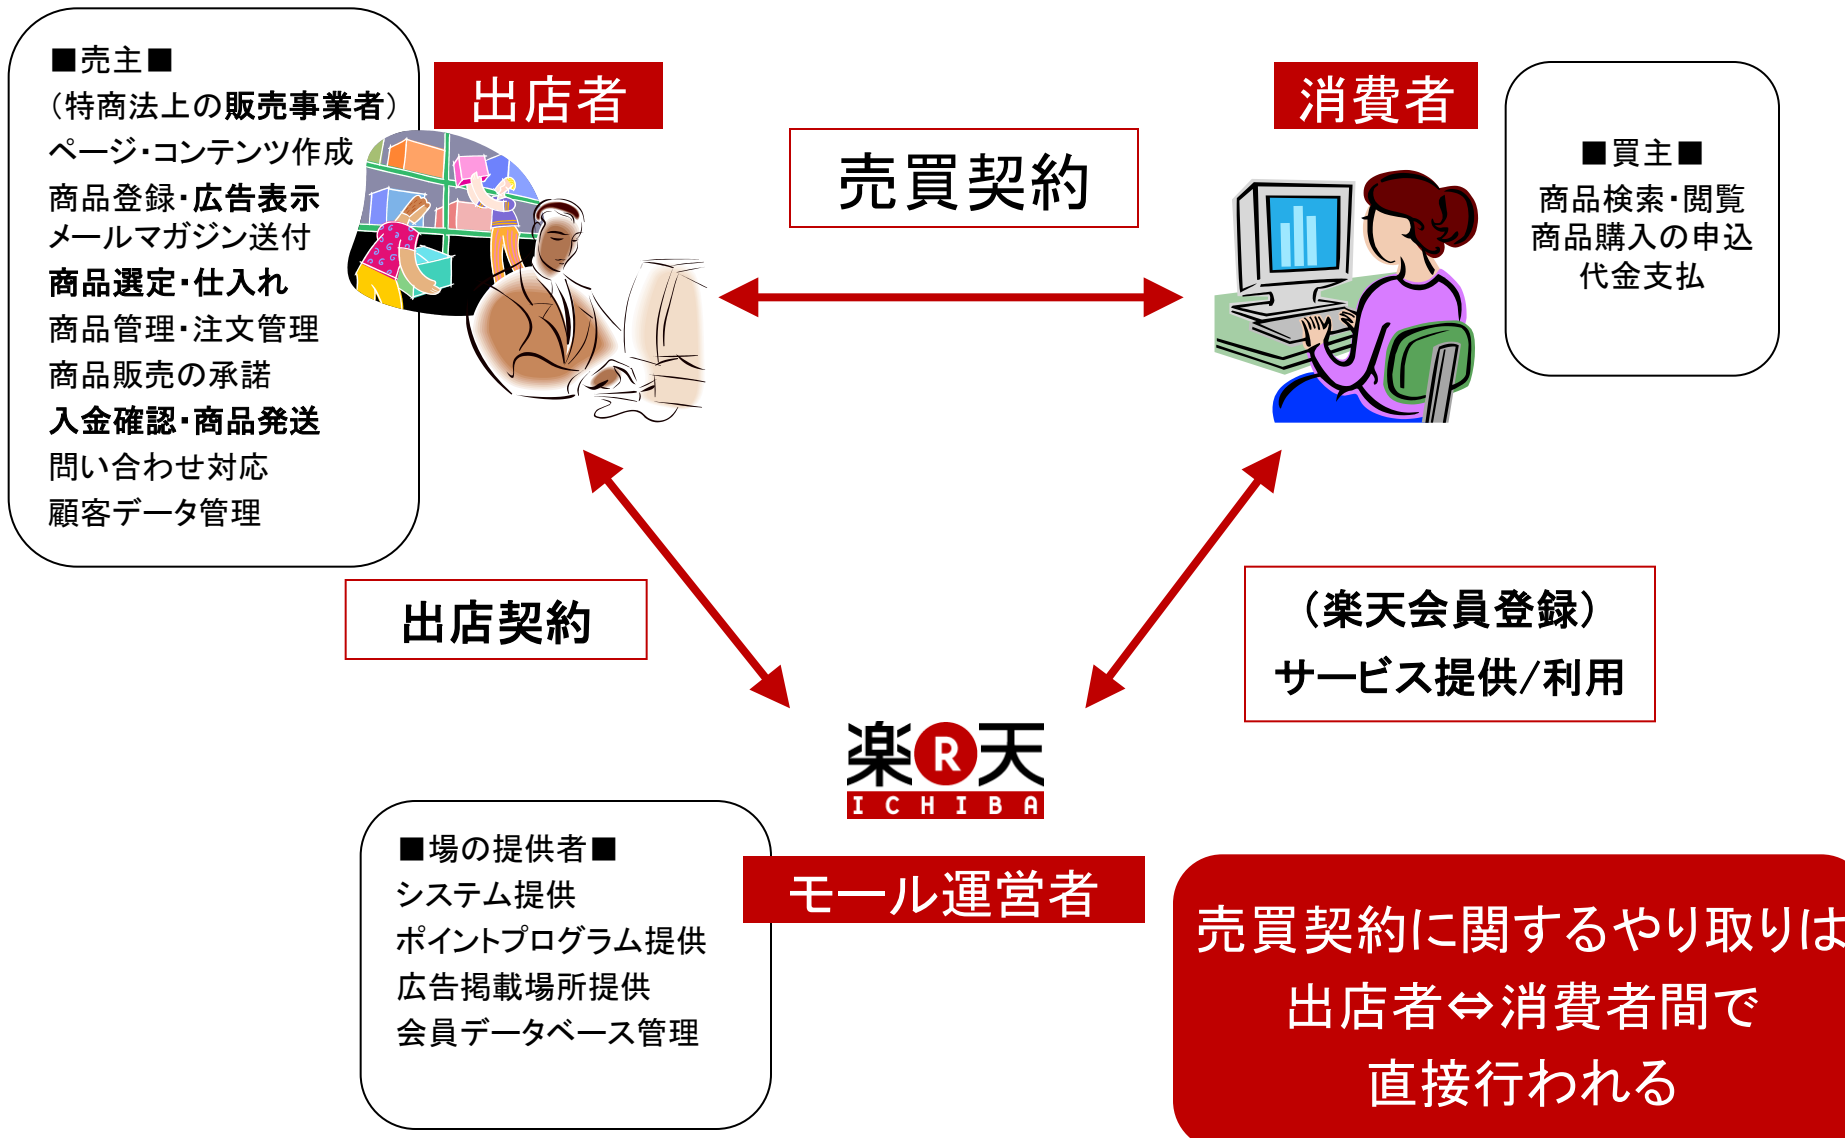 ■売主■
（特商法上の販売事業者）
ページ・コンテンツ作成
商品登録・広告表示
メールマガジン送付
商品選定・仕入れ
商品管理・注文管理
商品販売の承諾
入金確認・商品発送
問い合わせ対応
顧客データ管理
出店者
売買契約
消費者
■買主■
商品検索・閲覧
商品購入の申込
代金支払
出店契約
（楽天会員登録）
サービス提供/利用
楽R天
ICHIBA
モール運営者
■場の提供者■
システム提供
ポイントプログラム提供
広告掲載場所提供
会員データベース管理
売買契約に関するやり取りは
出店者⇔消費者間で
直接行われる